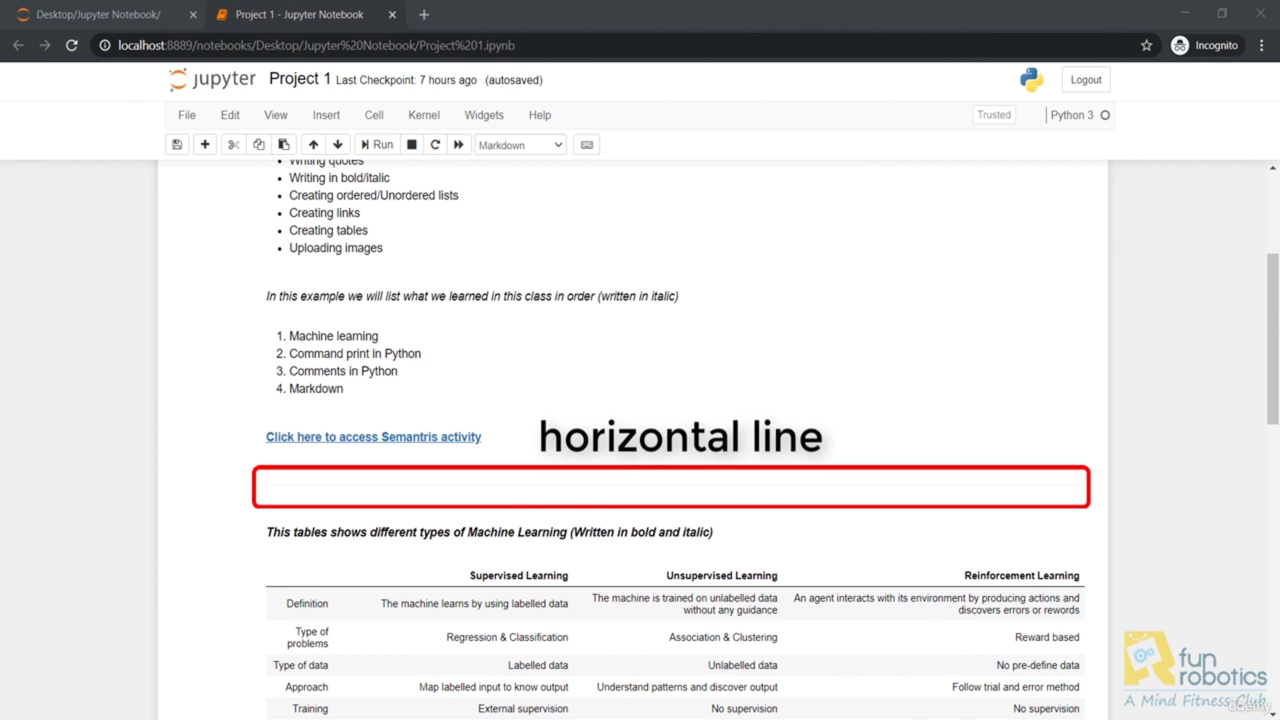 Desktop/Jupyter Notebook/
Project 1 - Jupyter Notebook
localhost:8889/notebooks/Desktop/Jupyter%20Notebook/Project%201.ipynb
Incognito
jupyter Project 1 Last Checkpoint: 7 hours ago (autosaved)
Logout
File Edit View Insert Cell Kernel Widgets Help
Trusted
Python 3
Run
Markdown
Writing quotes
Writing in bold/italic
Creating ordered/Unordered lists
Creating links
Creating tables
Uploading images
In this example we will list what we learned in this class in order (written in italic)
1. Machine learning
2. Command print in Python
3. Comments in Python
4. Markdown
Click here to access Semantris activity
horizontal line
This tables shows different types of Machine Learning (Written in bold and italic)
Supervised Learning Unsupervised Learning Reinforcement Learning
Definition The machine learns by using labelled data The machine is trained on unlabelled data without any guidance An agent interacts with its environment by producing actions and discovers errors or rewords
Type of problems Regression & Classification Association & Clustering Reward based
Type of data Labelled data Unlabelled data No pre-define data
Approach Map labelled input to know output Understand patterns and discover output Follow trial and error method
Training External supervision No supervision No supervision
fun
robotics
A Mind Fitness Club
Udemy